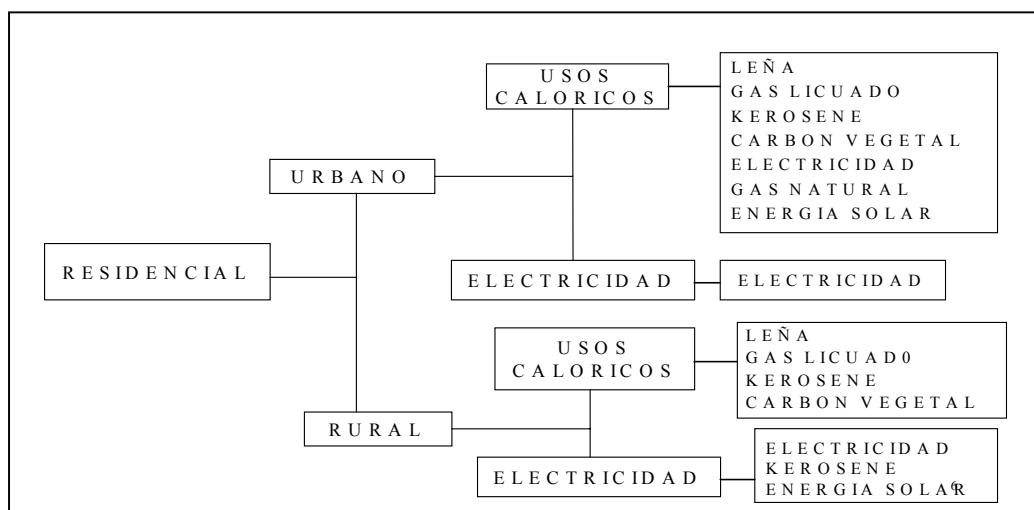 USOS
CALORICOS
LEÑA
GAS LICUADO
KEROSENE
CARBON VEGETAL
ELECTRICIDAD
GAS NATURAL
ENERGIA SOLAR
URBANO
RESIDENCIAL
ELECTRICIDAD
ELECTRICIDAD
USOS
CALORICOS
LEÑA
GAS LICUAD0
KEROSENE
CARBON VEGETAL
RURAL
ELECTRICIDAD
ELECTRICIDAD
KEROSENE
ENERGIA SOLAR6